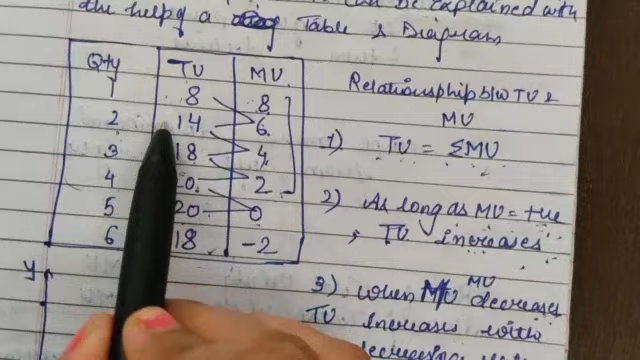 can be explained with
the help of a Table & Diagram
Qty TU MU
1 8 8
2 14 6
3 18 4
4 20 2
5 20 0
6 18 -2
Relationship b/w TU &
MU
1) TU = ΣMU
2) As long as MU = +ve
, TU increases
3) when MU decreases
TU increases with
decreasing
Y